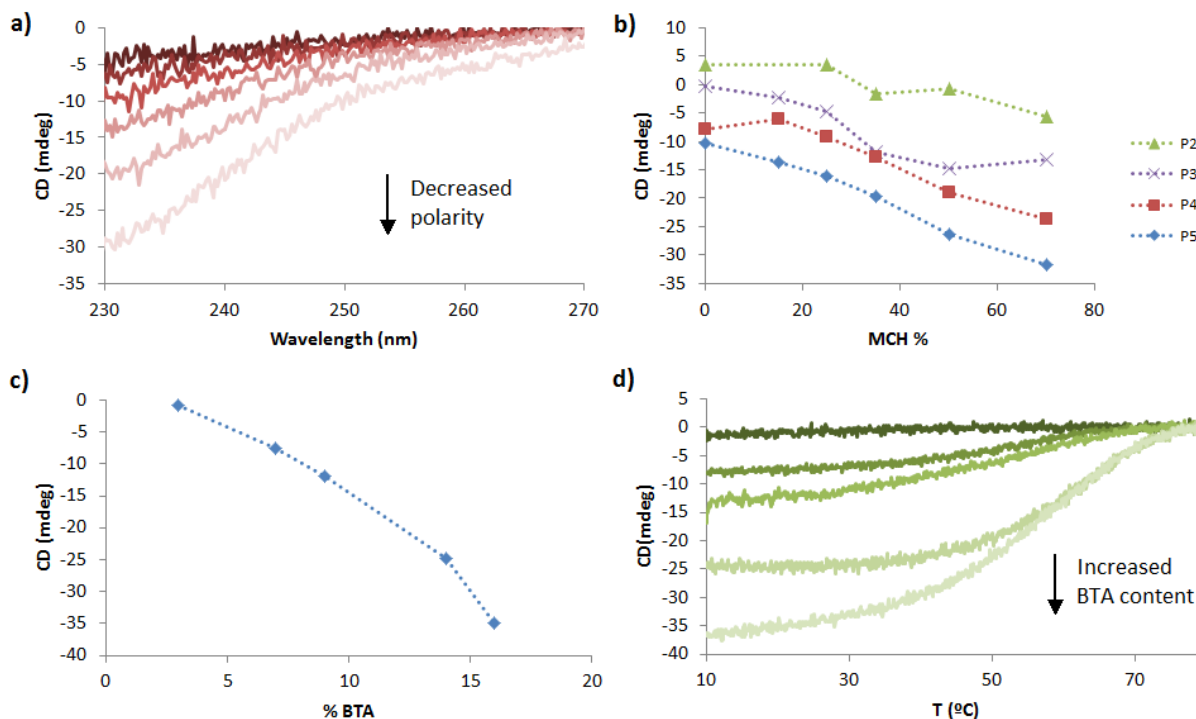 a)
0
-5
-10
-15
-20
-25
-30
-35
CD (mdeg)
230 240 250 260 270
Wavelength (nm)
Decreased
polarity
b)
10
5
0
-5
-10
-15
-20
-25
-30
-35
CD (mdeg)
0 20 40 60 80
MCH %
P2
P3
P4
P5
c)
0
-5
-10
-15
-20
-25
-30
-35
-40
CD (mdeg)
0 5 10 15 20
% BTA
d)
5
0
-5
-10
-15
-20
-25
-30
-35
-40
CD(mdeg)
10 30 50 70
T (ºC)
Increased
BTA content